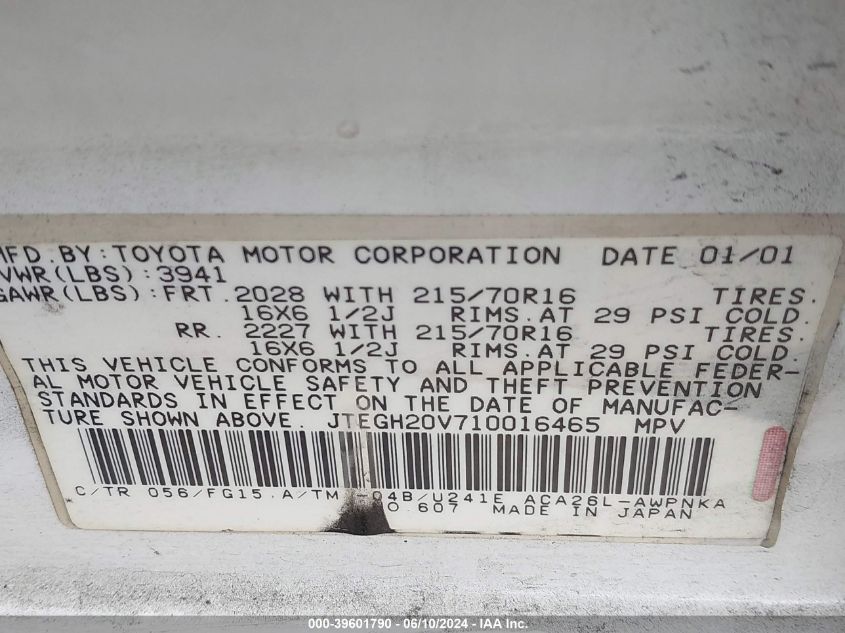 MFD. BY: TOYOTA MOTOR CORPORATION DATE 01/01
VWR(LBS): 3941
GAWR(LBS): FRT. 2028 WITH 215/70R16 TIRES.
16X6 1/2J RIMS. AT 29 PSI COLD.
RR. 2227 WITH 215/70R16 TIRES.
16X6 1/2J RIMS. AT 29 PSI COLD.
THIS VEHICLE CONFORMS TO ALL APPLICABLE FEDER-
AL MOTOR VEHICLE SAFETY AND THEFT PREVENTION
STANDARDS IN EFFECT ON THE DATE OF MANUFAC-
TURE SHOWN ABOVE. JTEGH20V710016465 MPV
C/TR 056/FG15 A/TM -04B/U241E ACA26L-AWPNKA
O.607 MADE IN JAPAN
000-39601790 - 06/10/2024 - IAA Inc.